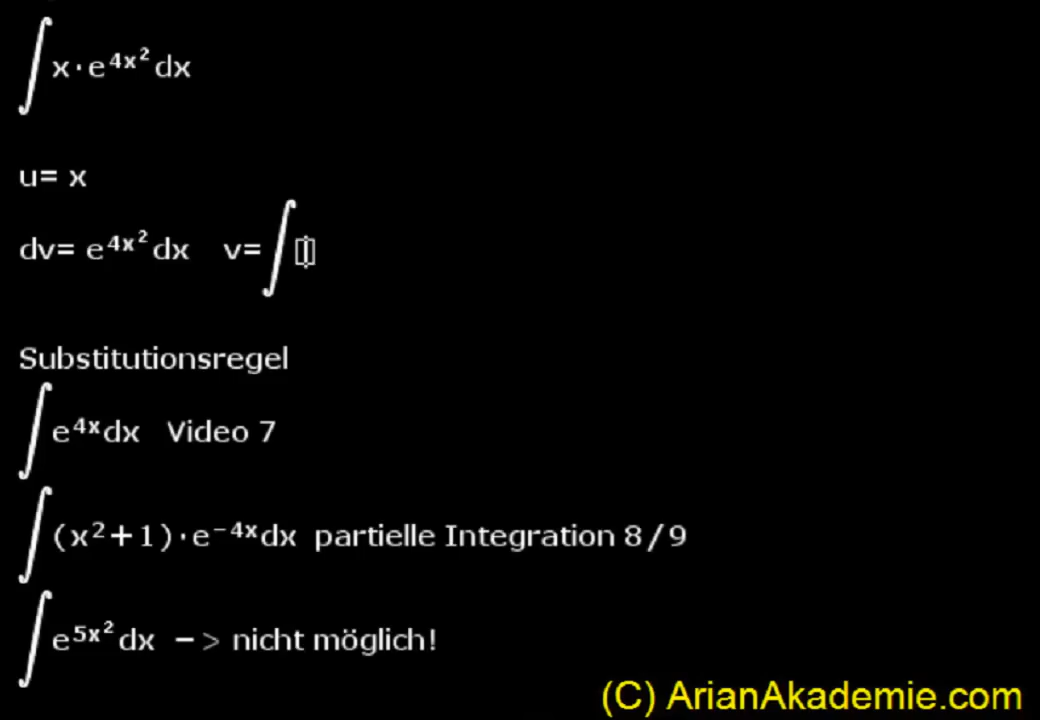 ∫x·e^{4x²}dx
u= x
dv= e^{4x²}dx v=∫
Substitutionsregel
∫e^{4x}dx Video 7
∫(x²+1)·e^{-4x}dx partielle Integration 8/9
∫e^{5x²}dx -> nicht möglich!
(C) ArianAkademie.com